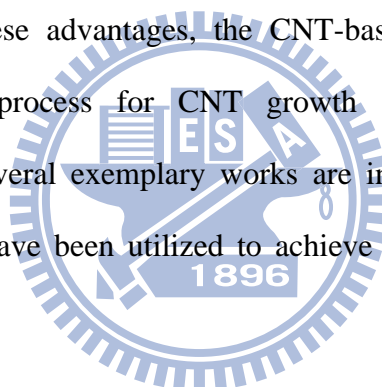 ese advantages, the CNT-bas
process for CNT growth
E S A
veral exemplary works are in
ave been utilized to achieve
1896